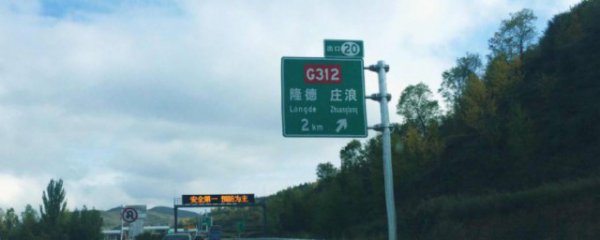 出口 20
G312
隆德 庄浪
Longde Zhuanglang
2 km
安全第一 预防为主